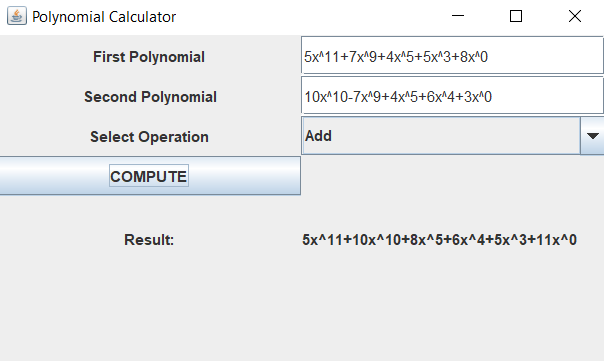 Polynomial Calculator
First Polynomial 5x^11+7x^9+4x^5+5x^3+8x^0
Second Polynomial 10x^10-7x^9+4x^5+6x^4+3x^0
Select Operation Add
COMPUTE
Result: 5x^11+10x^10+8x^5+6x^4+5x^3+11x^0